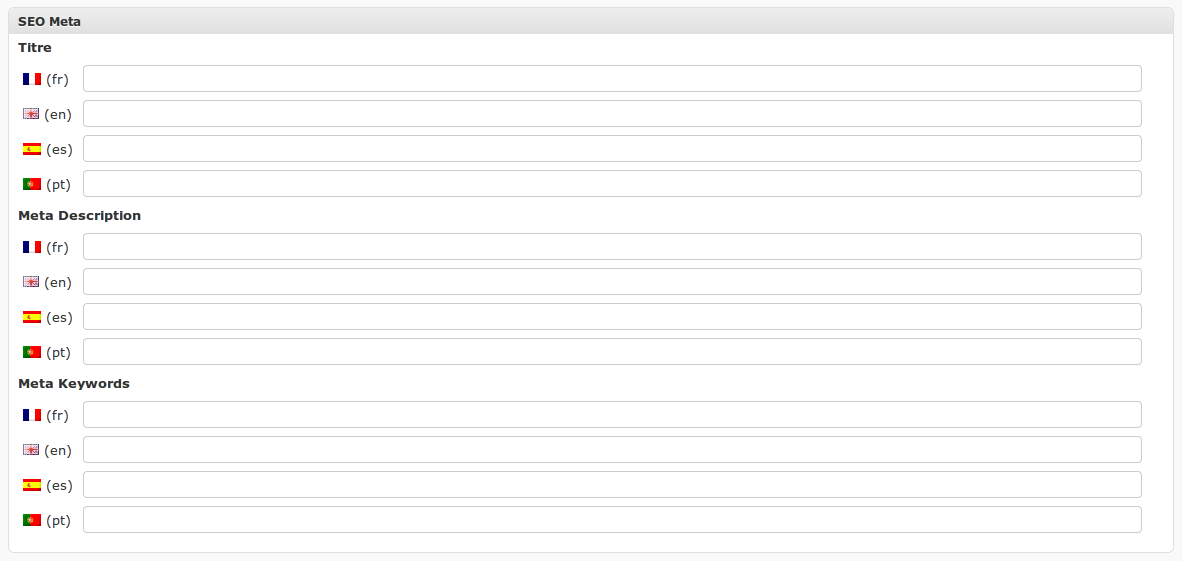 SEO Meta
Titre
(fr)
(en)
(es)
(pt)
Meta Description
(fr)
(en)
(es)
(pt)
Meta Keywords
(fr)
(en)
(es)
(pt)